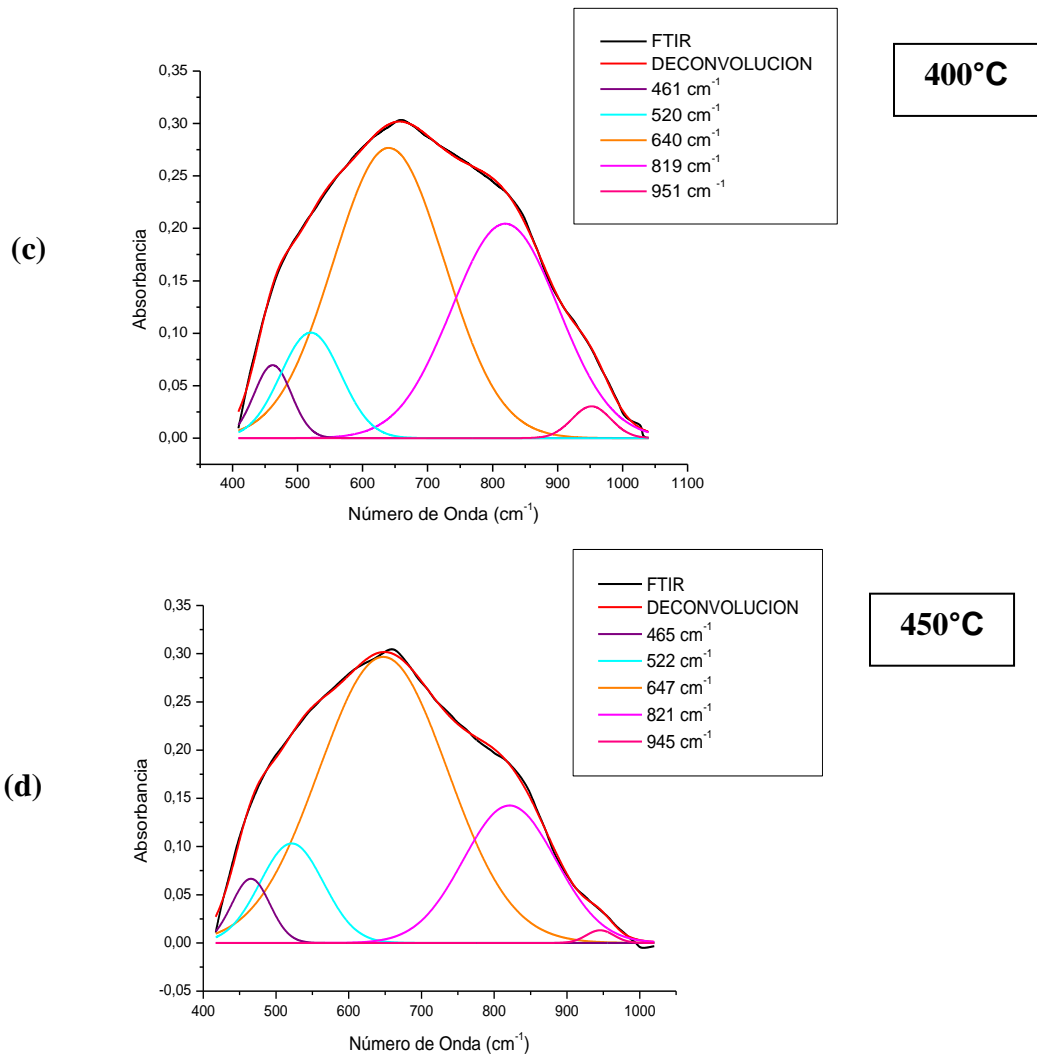 (c)
400°C
FTIR
DECONVOLUCION
461 cm⁻¹
520 cm⁻¹
640 cm⁻¹
819 cm⁻¹
951 cm ⁻¹
Absorbancia
0,35
0,30
0,25
0,20
0,15
0,10
0,05
0,00
400 500 600 700 800 900 1000 1100
Número de Onda (cm⁻¹)
(d)
450°C
FTIR
DECONVOLUCION
465 cm⁻¹
522 cm⁻¹
647 cm⁻¹
821 cm⁻¹
945 cm⁻¹
Absorbancia
0,35
0,30
0,25
0,20
0,15
0,10
0,05
0,00
-0,05
400 500 600 700 800 900 1000
Número de Onda (cm⁻¹)